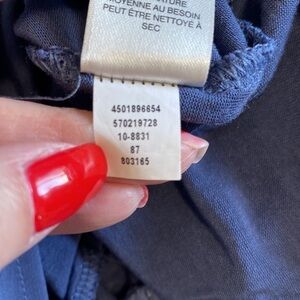 MOYENNE AU BESOIN
PEUT ÊTRE NETTOYÉ À
SEC
4501896654
570219728
10-8831
87
803165